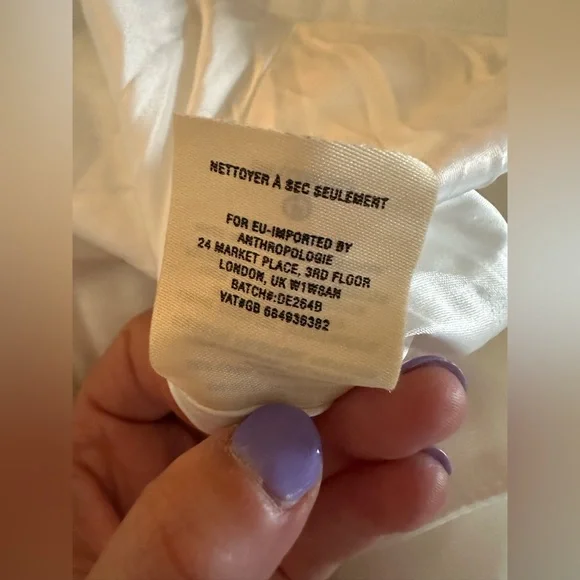 NETTOYER À SEC SEULEMENT
FOR EU-IMPORTED BY
ANTHROPOLOGIE
24 MARKET PLACE, 3RD FLOOR
LONDON, UK W1W8AN
BATCH#:DE264B
VAT#GB 684936382